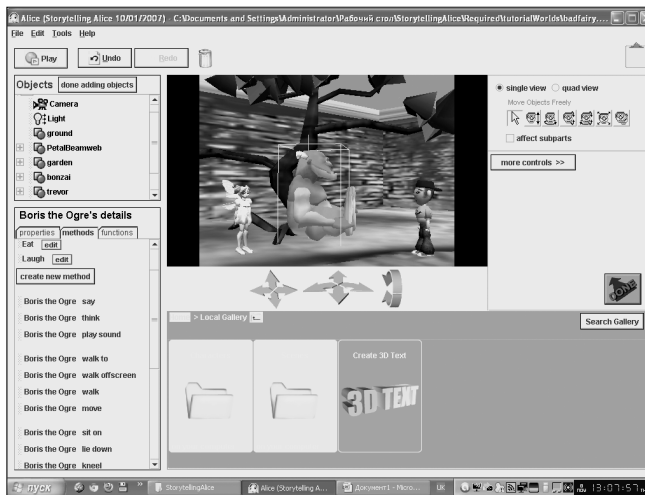 Alice (Storytelling Alice 10/01/2007) - C:\Documents and Settings\Administrator\Рабочий стол\StorytellingAlice\Required\tutorialWorlds\badfairy....
File Edit Tools Help
Play Undo Redo
Objects done adding objects
Camera
Light
ground
PetalBeamweb
garden
bonzai
trevor
single view quad view
Move Objects Freely
affect subparts
more controls >>
Boris the Ogre's details
properties methods functions
Eat edit
Laugh edit
create new method
Boris the Ogre say
Boris the Ogre think
Boris the Ogre play sound
Boris the Ogre walk to
Boris the Ogre walk offscreen
Boris the Ogre walk
Boris the Ogre move
Boris the Ogre sit on
Boris the Ogre lie down
Boris the Ogre kneel
DONE
> Local Gallery
Search Gallery
Create 3D Text
3D TEXT
пуск
StorytellingAlice
Alice (Storytelling A...
Документ1 - Micro...
UK
13:07:57